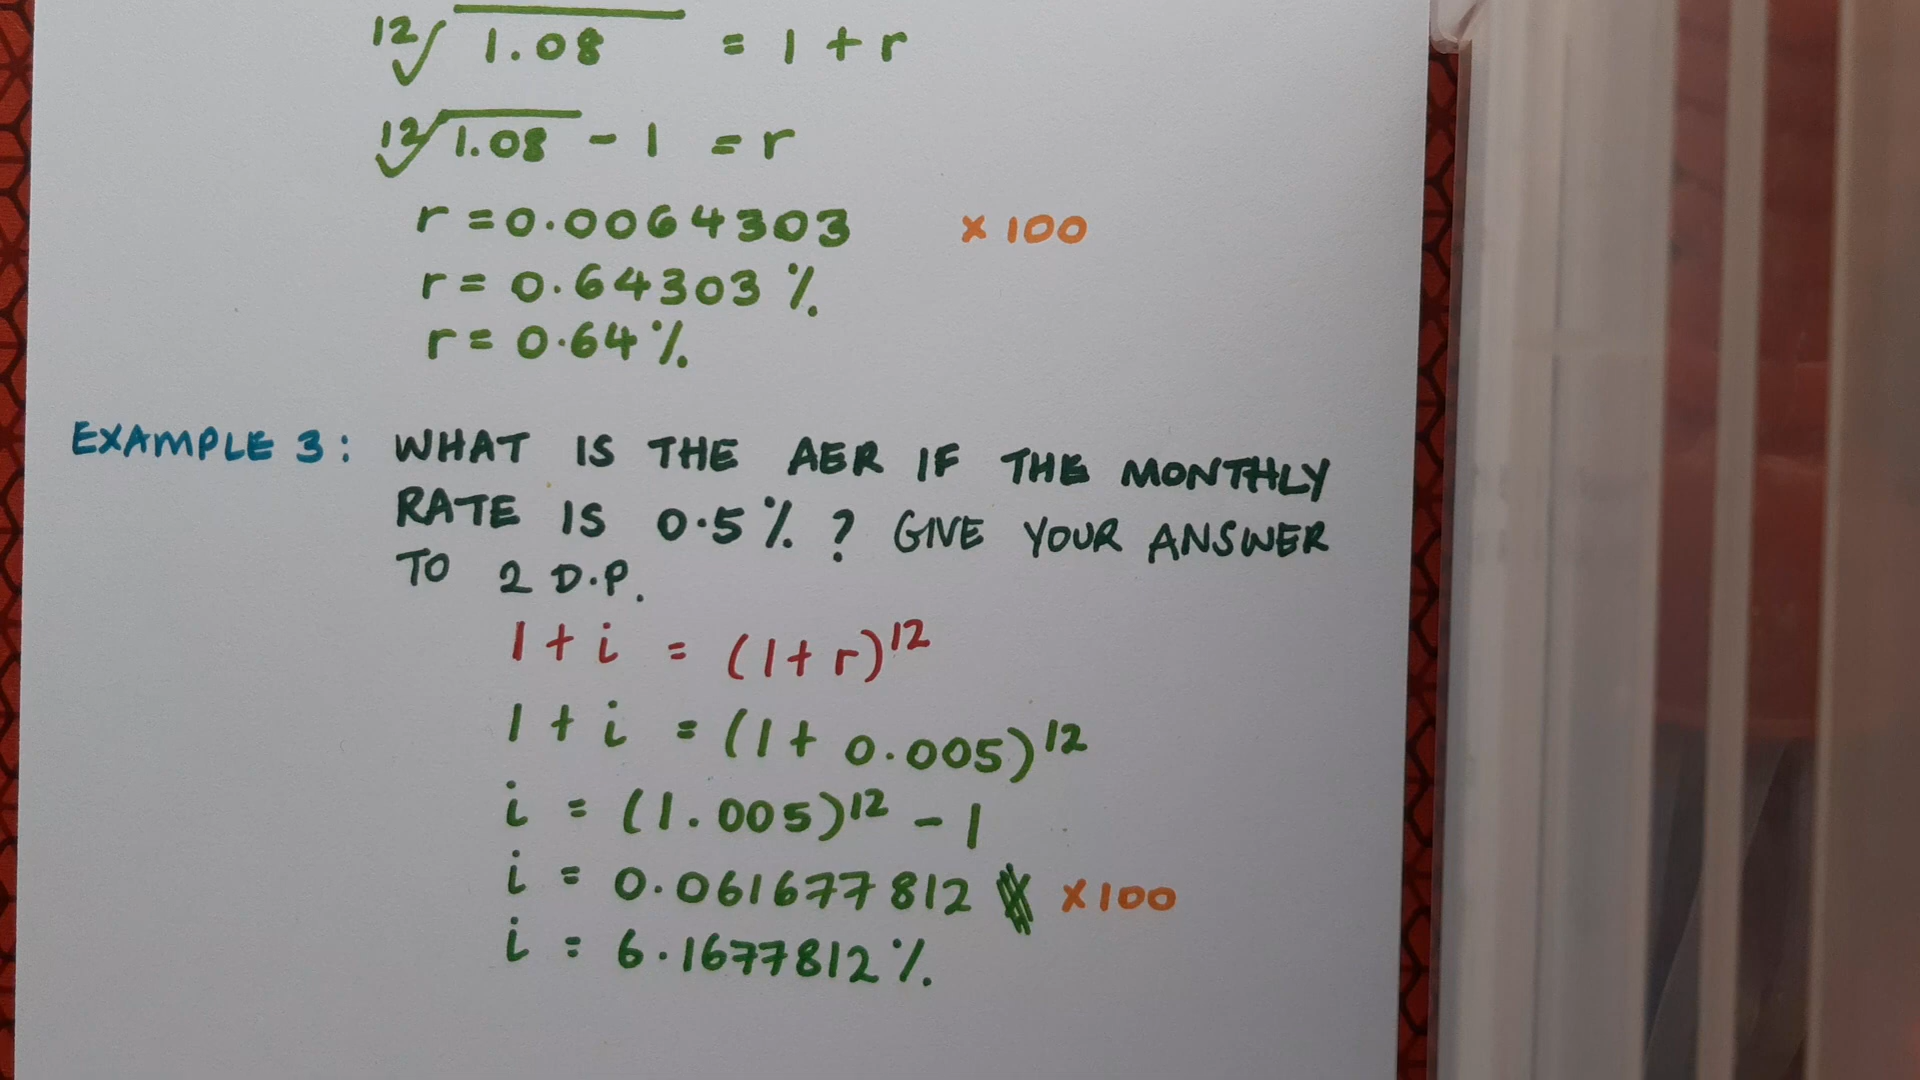 ¹²√1.08 = 1 + r
¹²√1.08 - 1 = r
r = 0.0064303 × 100
r = 0.64303%
r = 0.64%
EXAMPLE 3: WHAT IS THE AER IF THE MONTHLY
RATE IS 0.5%? GIVE YOUR ANSWER
TO 2 D.P.
1 + i = (1 + r)¹²
1 + i = (1 + 0.005)¹²
i = (1.005)¹² - 1
i = 0.061677812 × 100
i = 6.1677812%